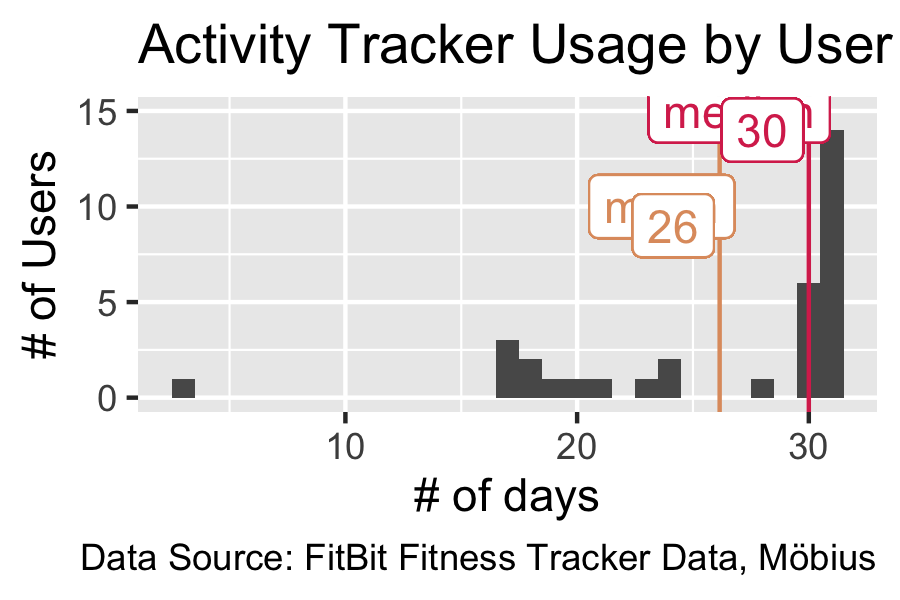 Activity Tracker Usage by User
15
10
5
0
# of Users
30
26
10
20
30
# of days
Data Source: FitBit Fitness Tracker Data, Möbius